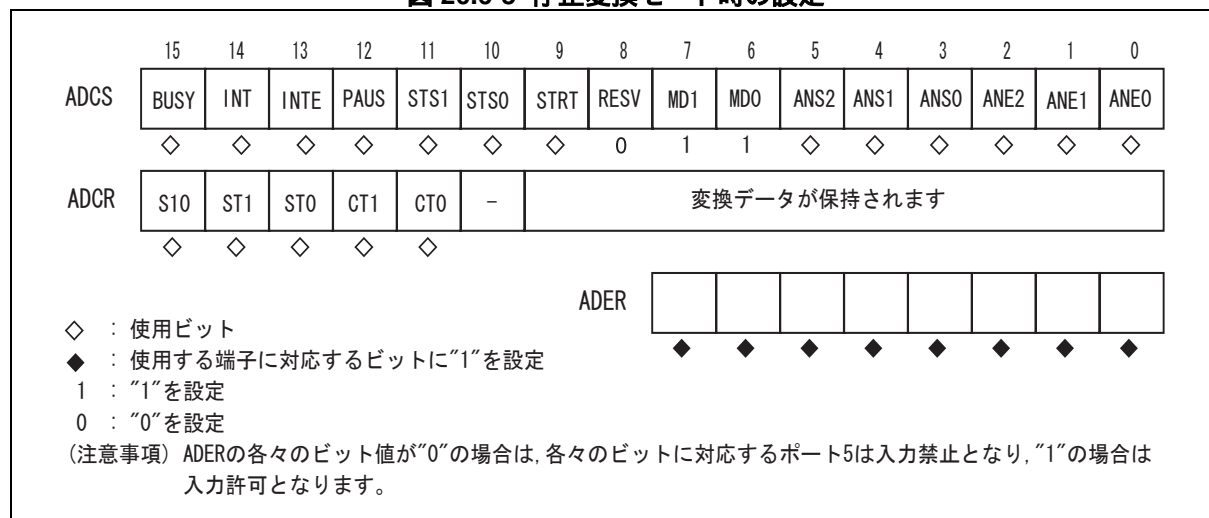 15 14 13 12 11 10 9 8 7 6 5 4 3 2 1 0
ADCS BUSY INT INTE PAUS STS1 STS0 STRT RESV MD1 MD0 ANS2 ANS1 ANS0 ANE2 ANE1 ANE0
◇ ◇ ◇ ◇ ◇ ◇ ◇ 0 1 1 ◇ ◇ ◇ ◇ ◇ ◇
ADCR S10 ST1 ST0 CT1 CT0 - 変換データが保持されます
◇ ◇ ◇ ◇ ◇
ADER
◆ ◆ ◆ ◆ ◆ ◆ ◆ ◆
◇ : 使用ビット
◆ : 使用する端子に対応するビットに"1"を設定
1 : "1"を設定
0 : "0"を設定
(注意事項) ADERの各々のビット値が"0"の場合は, 各々のビットに対応するポート5は入力禁止となり, "1"の場合は
入力許可となります。